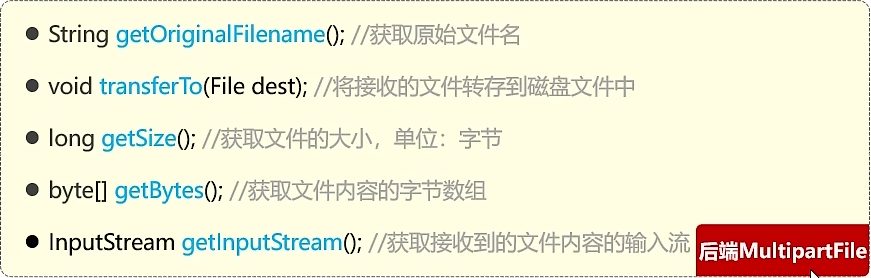 ● String getOriginalFilename(); //获取原始文件名
● void transferTo(File dest); //将接收的文件转存到磁盘文件中
● long getSize(); //获取文件的大小，单位：字节
● byte[] getBytes(); //获取文件内容的字节数组
● InputStream getInputStream(); //获取接收到的文件内容的输入流
后端MultipartFile